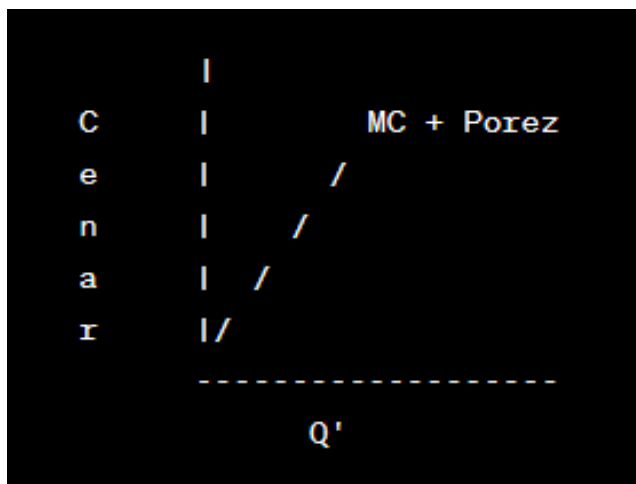 |
C | MC + Porez
e | /
n | /
a | /
r |/
-------------------
Q'